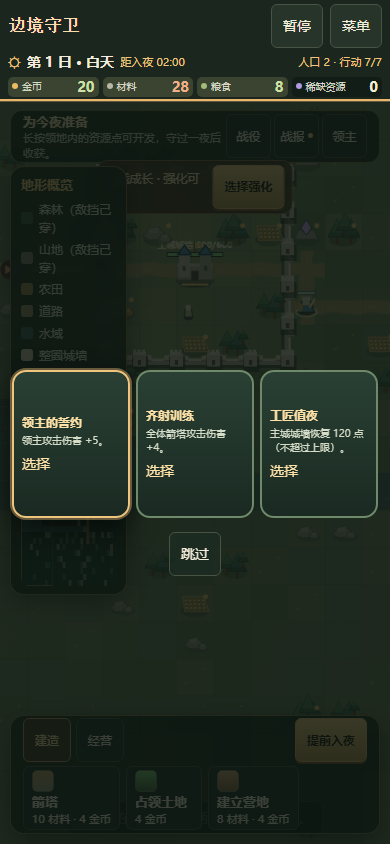 边境守卫
暂停
菜单
第 1 日 • 白天 距入夜 02:00
人口 2 · 行动 7/7
金币 20
材料 28
粮食 8
稀缺资源 0
为今夜准备
长按领地内的资源点可开发，守过一夜后
收获。
战役
战报
领主
成长 · 强化可
选择强化
地形概览
森林（敌挡己
穿）
山地（敌挡己
穿）
农田
道路
水域
整固城墙
领主的誓约
领主攻击伤害 +5。
选择
齐射训练
全体箭塔攻击伤害
+4。
选择
工匠值夜
主城城墙恢复 120 点
（不超过上限）。
选择
跳过
建造
经营
提前入夜
箭塔
10 材料 · 4 金币
占领土地
4 金币
建立营地
8 材料 · 4 金币